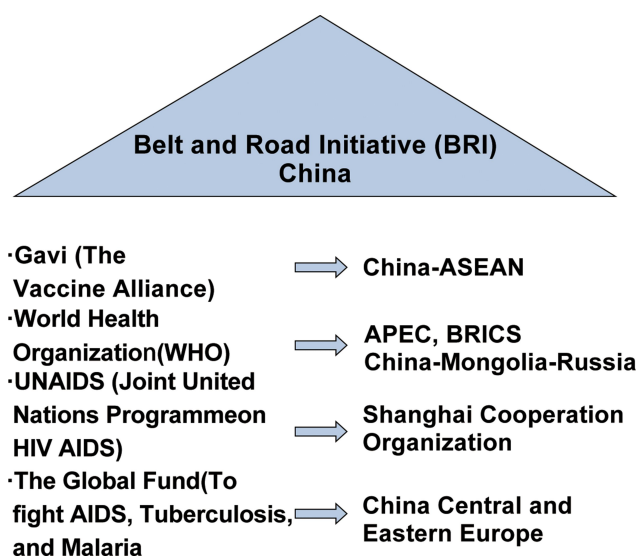 Belt and Road Initiative (BRI)
China
·Gavi (The
Vaccine Alliance)
·World Health
Organization(WHO)
·UNAIDS (Joint United
Nations Programmeon
HIV AIDS)
·The Global Fund(To
fight AIDS, Tuberculosis,
and Malaria
China-ASEAN
APEC, BRICS
China-Mongolia-Russia
Shanghai Cooperation
Organization
China Central and
Eastern Europe